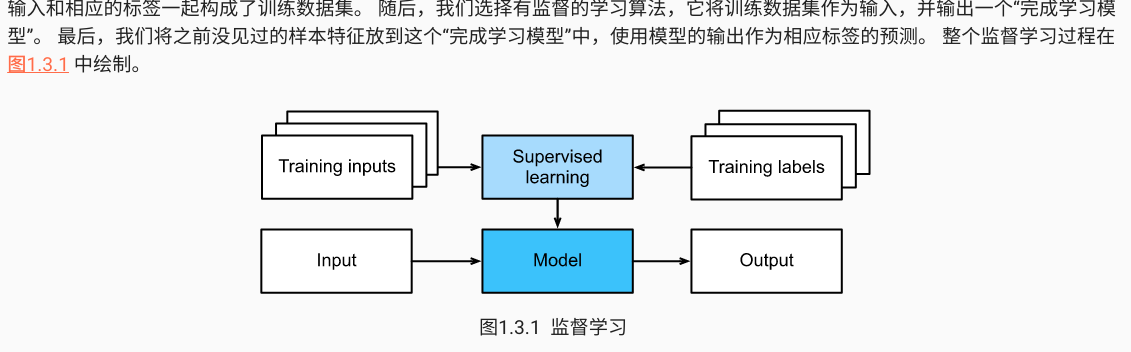 输入和相应的标签一起构成了训练数据集。 随后，我们选择有监督的学习算法，它将训练数据集作为输入，并输出一个“完成学习模
型”。 最后，我们将之前没见过的样本特征放到这个“完成学习模型”中，使用模型的输出作为相应标签的预测。 整个监督学习过程在
图1.3.1 中绘制。
Training inputs
Supervised
learning
Training labels
Input
Model
Output
图1.3.1 监督学习